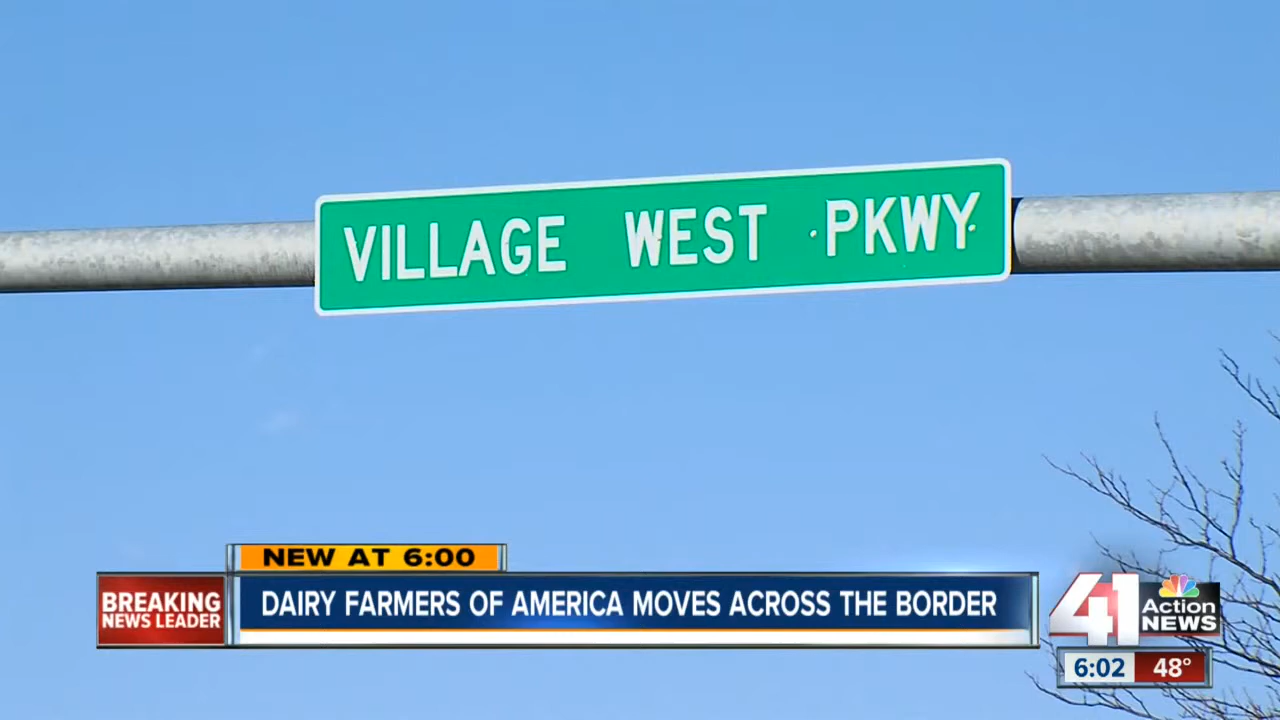 VILLAGE WEST PKWY
NEW AT 6:00
BREAKING
NEWS LEADER
DAIRY FARMERS OF AMERICA MOVES ACROSS THE BORDER
41 Action
NEWS
6:02 48°